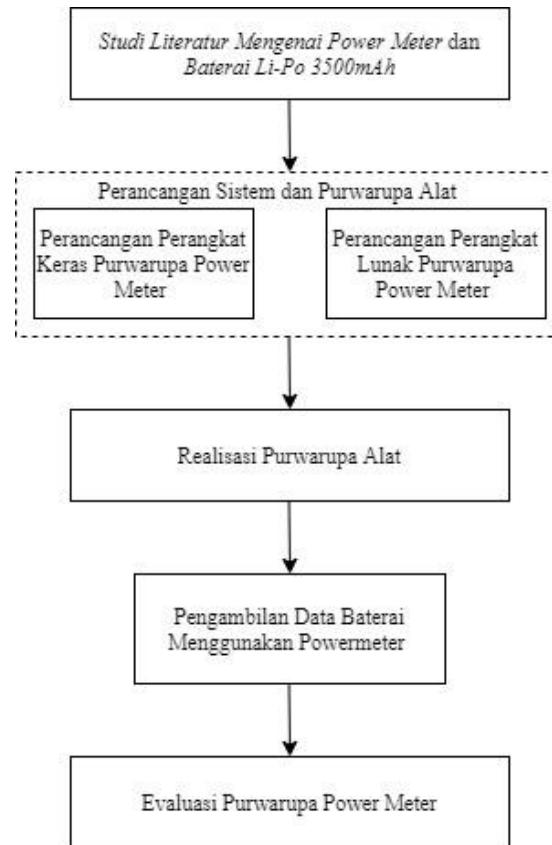 Studi Literatur Mengenai Power Meter dan
Baterai Li-Po 3500mAh
Perancangan Sistem dan Purwarupa Alat
Perancangan Perangkat
Keras Purwarupa Power
Meter
Perancangan Perangkat
Lunak Purwarupa
Power Meter
Realisasi Purwarupa Alat
Pengambilan Data Baterai
Menggunakan Powermeter
Evaluasi Purwarupa Power Meter